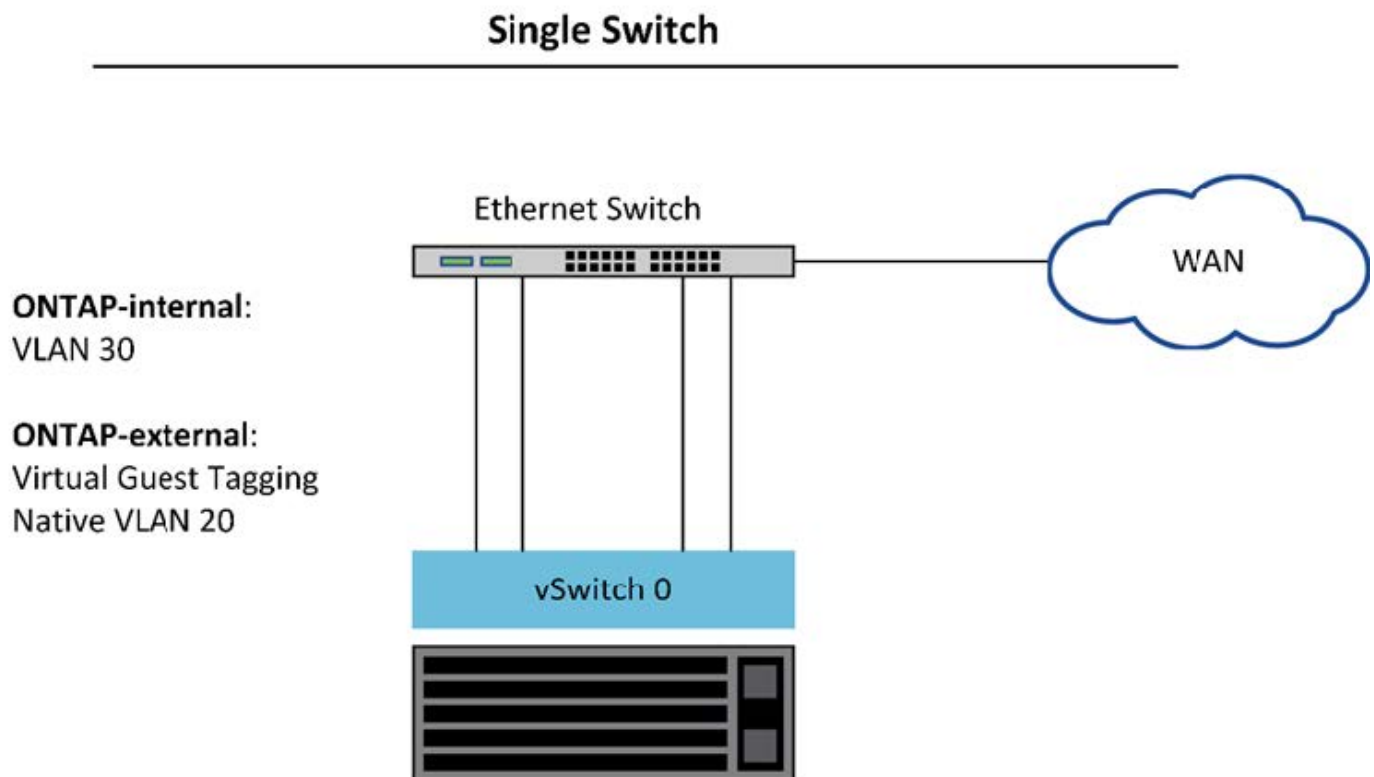 Single Switch
Ethernet Switch
WAN
ONTAP-internal:
VLAN 30
ONTAP-external:
Virtual Guest Tagging
Native VLAN 20
vSwitch 0